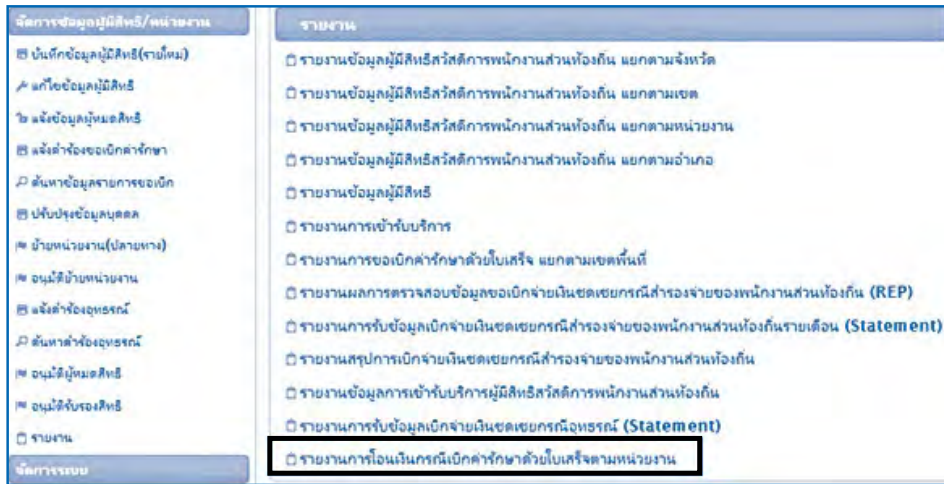 จัดการข้อมูลผู้มีสิทธิ/หน่วยงาน
บันทึกข้อมูลผู้มีสิทธิ(รายใหม่)
แก้ไขข้อมูลผู้มีสิทธิ
แจ้งข้อมูลผู้หมดสิทธิ
แจ้งคำร้องขอเบิกค่ารักษา
ค้นหาข้อมูลรายการขอเบิก
ปรับปรุงข้อมูลบุคคล
ย้ายหน่วยงาน(ปลายทาง)
อนุมัติย้ายหน่วยงาน
แจ้งคำร้องอุทธรณ์
ค้นหาคำร้องอุทธรณ์
อนุมัติผู้หมดสิทธิ
อนุมัติรับรองสิทธิ
รายงาน
จัดการระบบ
รายงาน
รายงานข้อมูลผู้มีสิทธิสวัสดิการพนักงานส่วนท้องถิ่น แยกตามจังหวัด
รายงานข้อมูลผู้มีสิทธิสวัสดิการพนักงานส่วนท้องถิ่น แยกตามเขต
รายงานข้อมูลผู้มีสิทธิสวัสดิการพนักงานส่วนท้องถิ่น แยกตามหน่วยงาน
รายงานข้อมูลผู้มีสิทธิสวัสดิการพนักงานส่วนท้องถิ่น แยกตามอำเภอ
รายงานข้อมูลผู้มีสิทธิ
รายงานการเข้ารับบริการ
รายงานการขอเบิกค่ารักษาด้วยใบเสร็จ แยกตามเขตพื้นที่
รายงานผลการตรวจสอบข้อมูลขอเบิกจ่ายเงินชดเชยกรณีสำรองจ่ายของพนักงานส่วนท้องถิ่น (REP)
รายงานการรับข้อมูลเบิกจ่ายเงินชดเชยกรณีสำรองจ่ายของพนักงานส่วนท้องถิ่นรายเดือน (Statement)
รายงานสรุปการเบิกจ่ายเงินชดเชยกรณีสำรองจ่ายของพนักงานส่วนท้องถิ่น
รายงานข้อมูลการเข้ารับบริการผู้มีสิทธิสวัสดิการพนักงานส่วนท้องถิ่น
รายงานการรับข้อมูลเบิกจ่ายเงินชดเชยกรณีอุทธรณ์ (Statement)
รายงานการโอนเงินกรณีเบิกค่ารักษาด้วยใบเสร็จตามหน่วยงาน